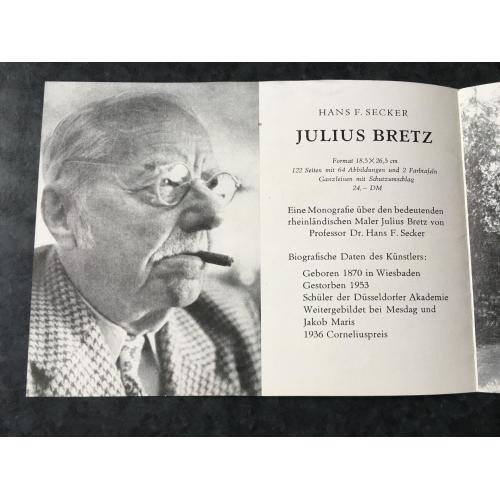 HANS F. SECKER
JULIUS BRETZ
Format 18,5 × 26,5 cm
122 Seiten mit 64 Abbildungen und 2 Farbtafeln
Ganzleinen mit Schutzumschlag
24,– DM
Eine Monografie über den bedeutenden
rheinländischen Maler Julius Bretz von
Professor Dr. Hans F. Secker
Biografische Daten des Künstlers:
Geboren 1870 in Wiesbaden
Gestorben 1953
Schüler der Düsseldorfer Akademie
Weitergebildet bei Mesdag und
Jakob Maris
1936 Corneliuspreis